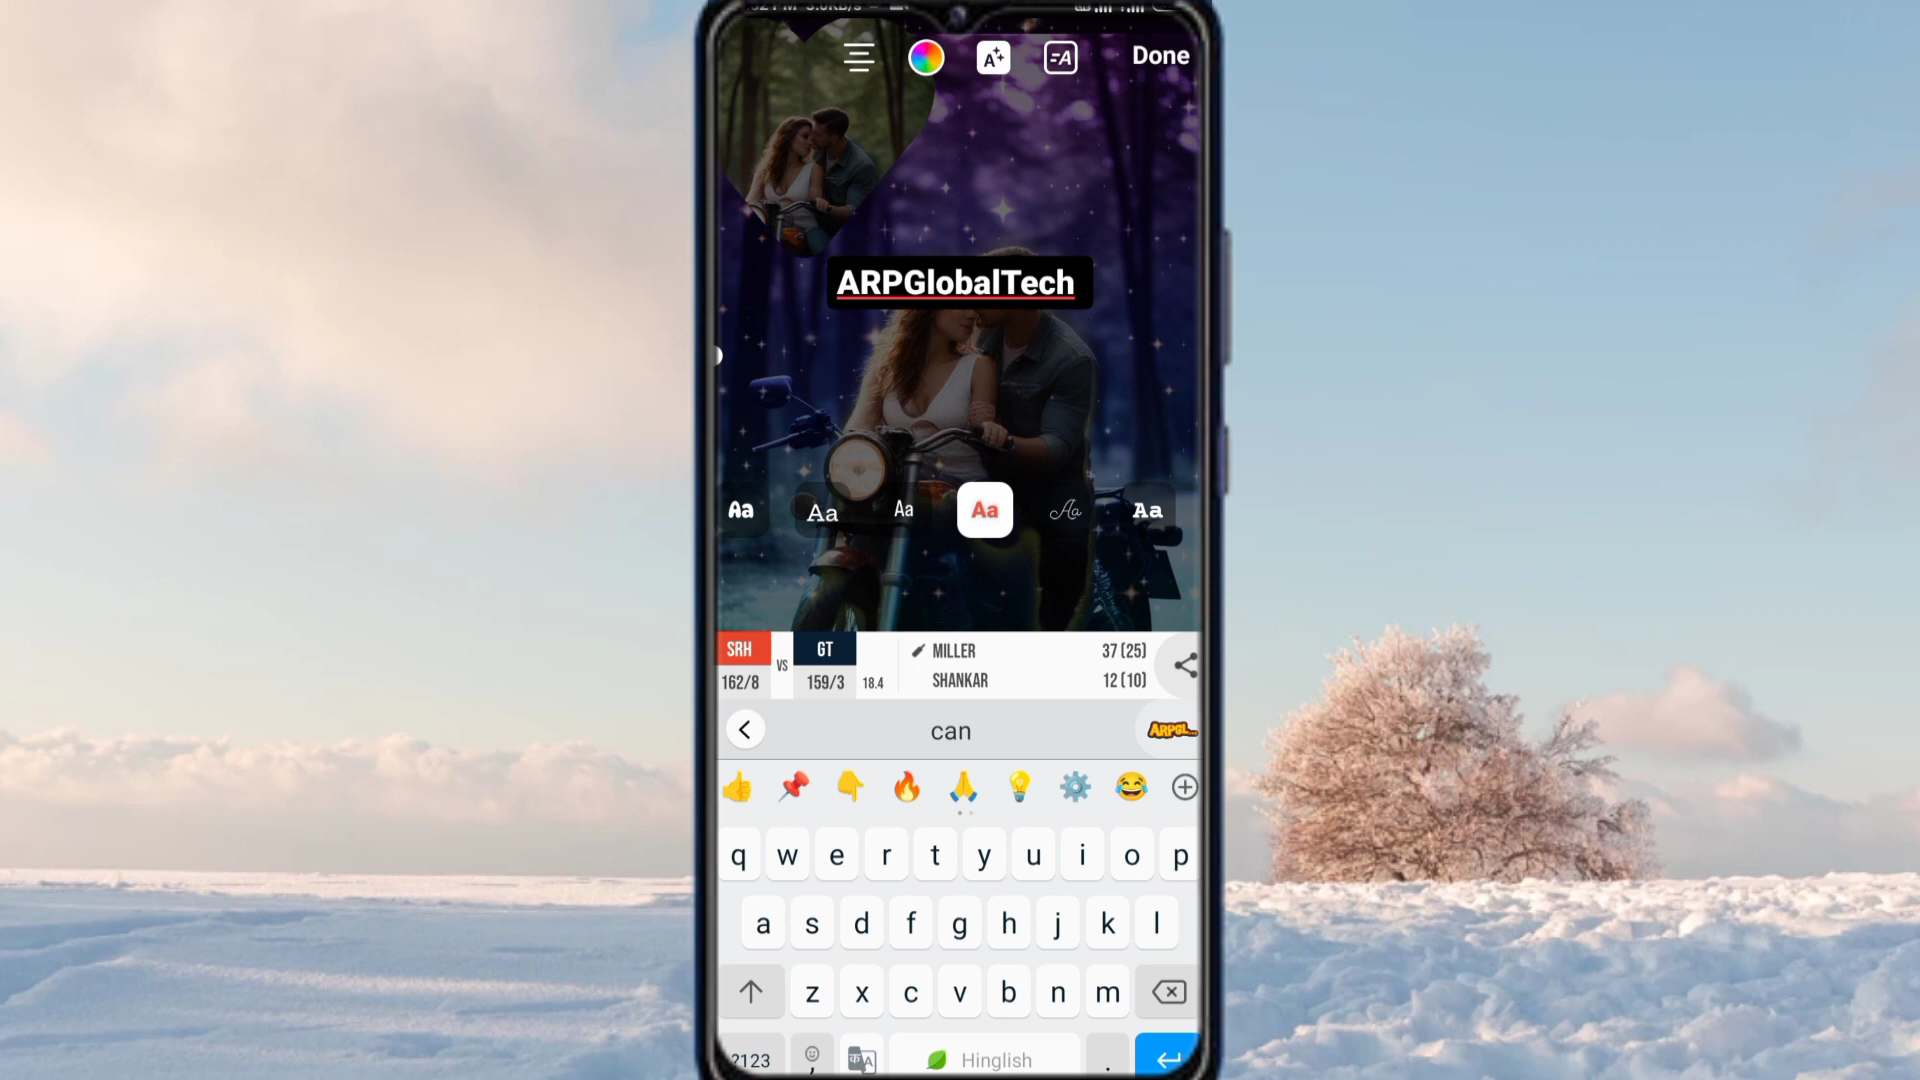 Done
ARPGlobalTech
Aa Aa Aa Aa Aa Aa
SRH VS GT MILLER 37(25)
162/8 159/3 18.4 SHANKAR 12(10)
can ARPGL...
q w e r t y u i o p
a s d f g h j k l
z x c v b n m
?123 , Hinglish .